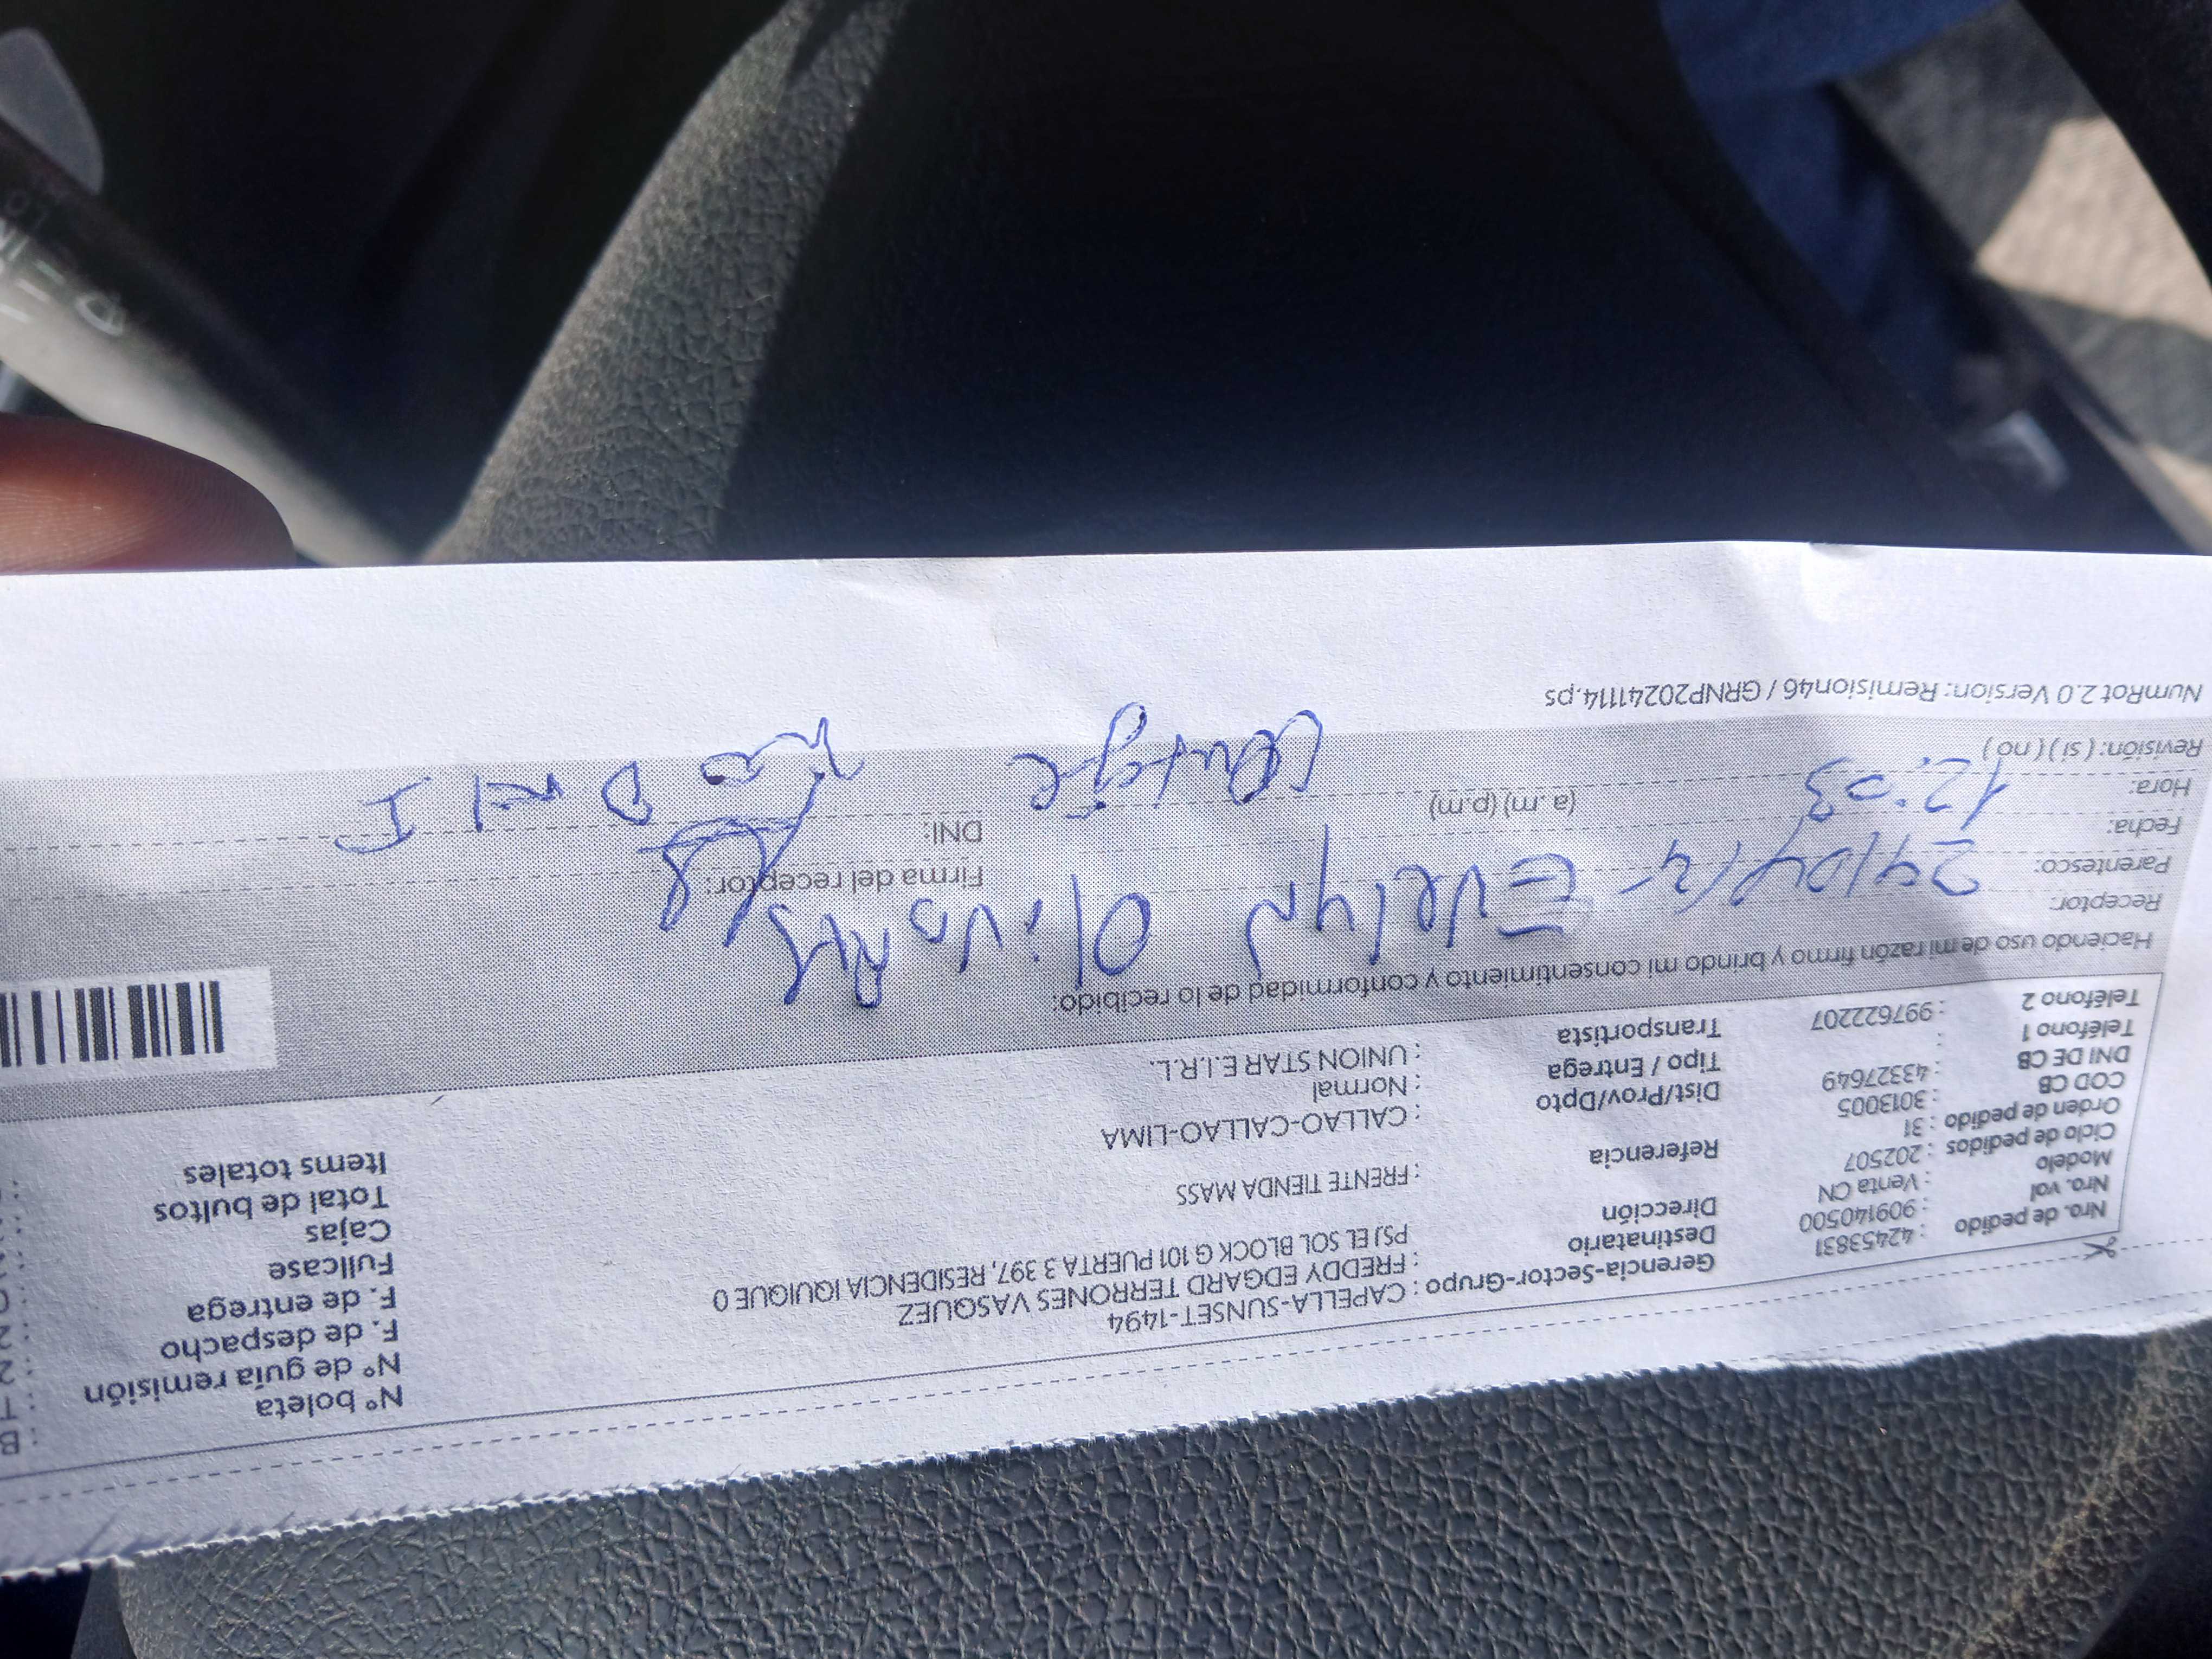 Nº boleta : B
Nº de guía remisión : T
F. de despacho : 2
F. de entrega
Fullcase
Cajas
Total de bultos
Items totales
Gerencia-Sector-Grupo : CAPELLA-SUNSET-1494
Destinatario : FREDDY EDGARD TERRONES VASQUEZ
Dirección PSJ EL SOL BLOCK G 101 PUERTA 3 397, RESIDENCIA IQUIQUE 0
Referencia : FRENTE TIENDA MASS
Dist/Prov/Dpto : CALLAO-CALLAO-LIMA
Tipo / Entrega : Normal
Transportista : UNION STAR E.I.R.L.
Nro. de pedido : 42453831
Nro. vol : 909140500
Modelo : Venta CN
Ciclo de pedidos : 202507
Orden de pedido : 31
COD CB : 3013005
DNI DE CB : 43327649
Teléfono 1 :
Teléfono 2 : 997622207
Haciendo uso de mi razón firmo y brindo mi consentimiento y conformidad de lo recibido:
Receptor: Evelyn Olivares
Parentesco:
Firma del receptor:
Fecha:
DNI:
Hora: 12:03 (a.m) (p.m)
DNI
Revisión: ( si ) ( no )
NumRot 2.0 Version: Remision46 / GRNP20241114.ps